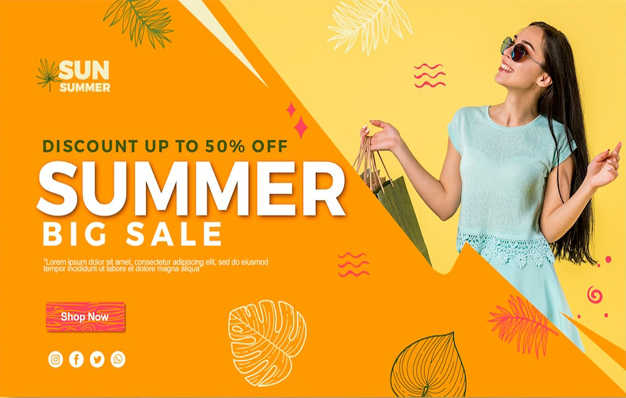 SUN
SUMMER
DISCOUNT UP TO 50% OFF
SUMMER
BIG SALE
"Lorem ipsum dolor sit amet, consectetur adipiscing elit, sed do eiusmod
tempor incididunt ut labore et dolore magna aliqua"
Shop Now